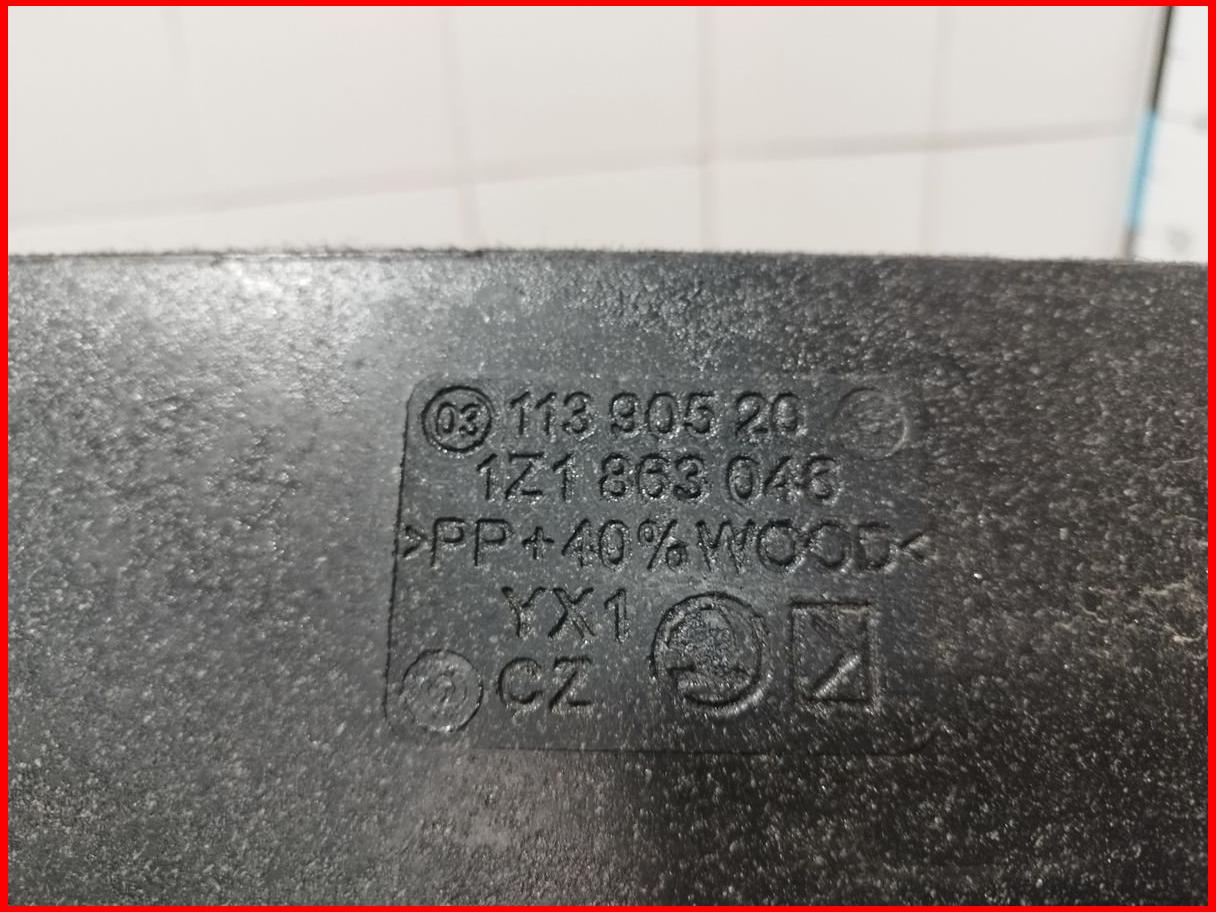 03 113 905 20
1Z1 863 046
>PP+40%WOOD<
YX1
CZ